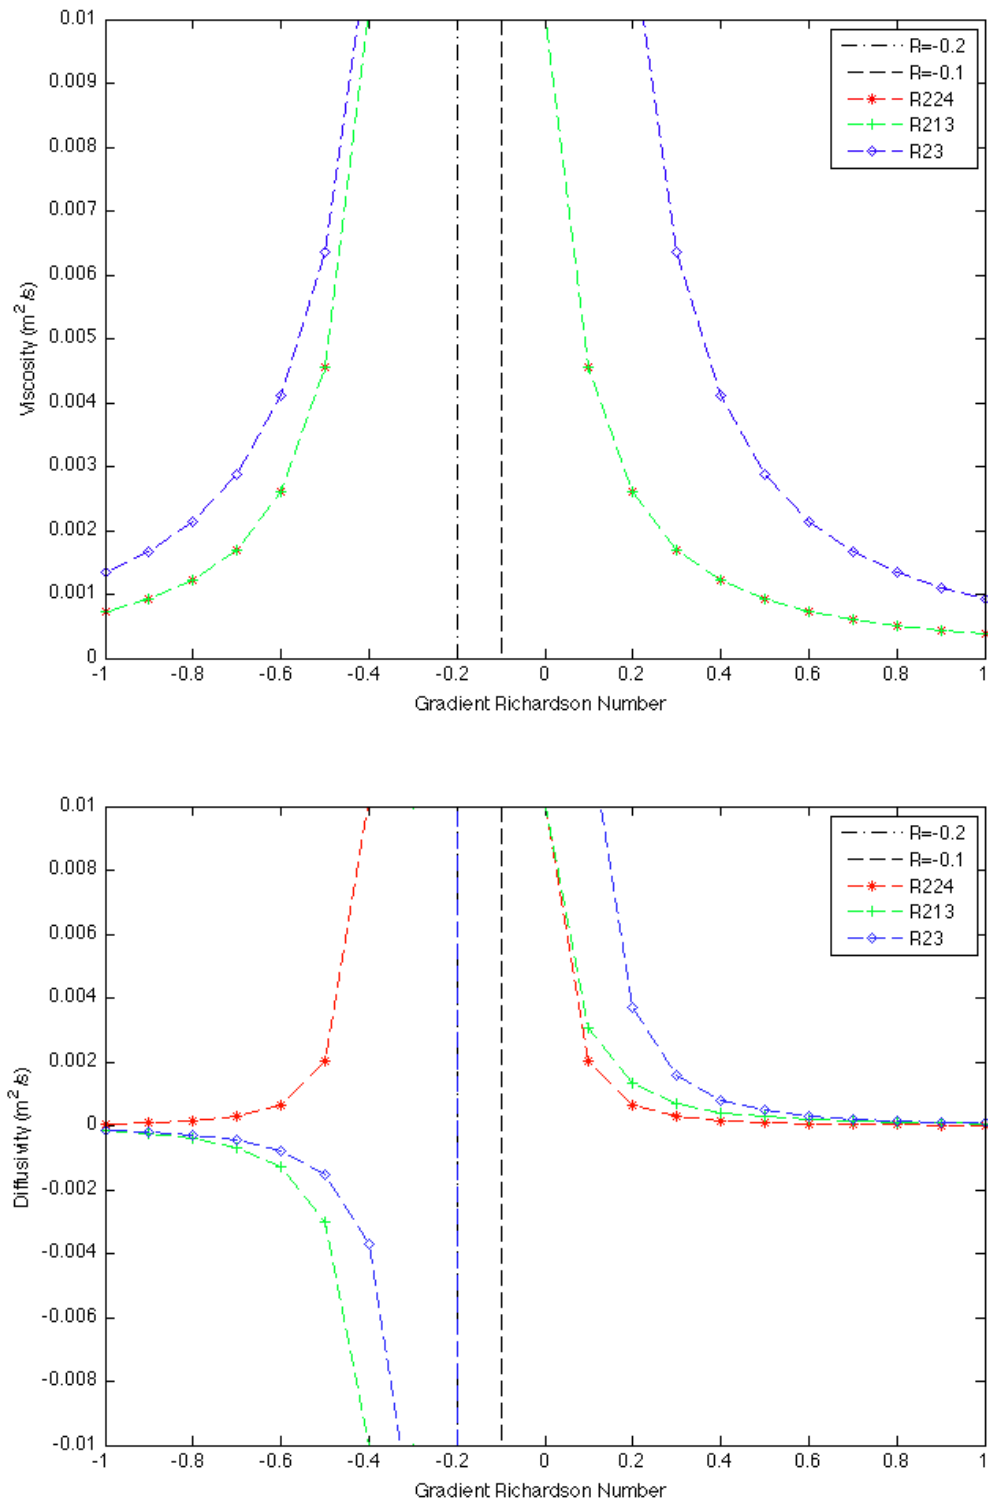 0.01
0.009
0.008
0.007
0.006
0.005
0.004
0.003
0.002
0.001
0
Viscosity (m2/s)
-1 -0.8 -0.6 -0.4 -0.2 0 0.2 0.4 0.6 0.8 1
Gradient Richardson Number
R=-0.2
R=-0.1
R224
R213
R23
0.01
0.008
0.006
0.004
0.002
0
-0.002
-0.004
-0.006
-0.008
-0.01
Diffusivity (m2/s)
-1 -0.8 -0.6 -0.4 -0.2 0 0.2 0.4 0.6 0.8 1
Gradient Richardson Number
R=-0.2
R=-0.1
R224
R213
R23